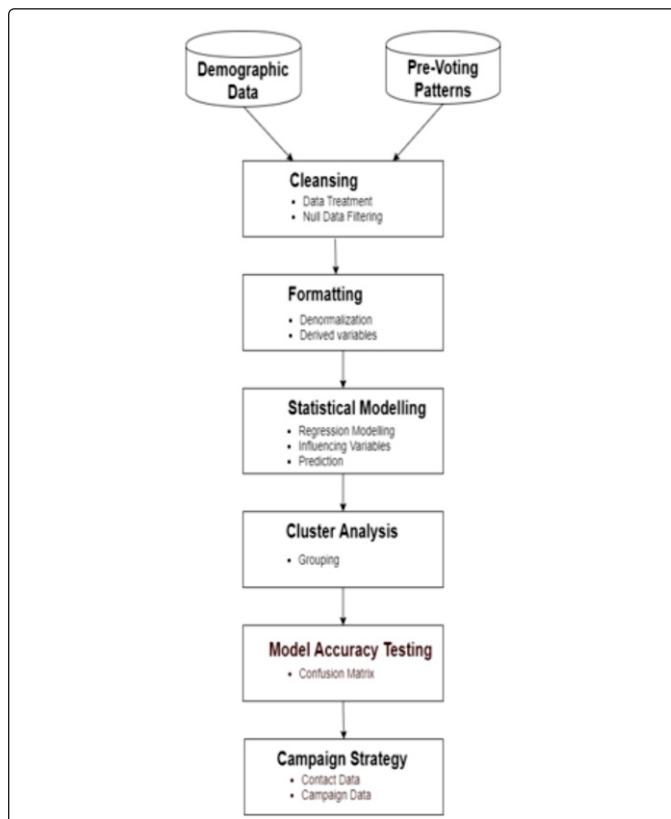 Demographic
Data
Pre-Voting
Patterns
Cleansing
• Data Treatment
• Null Data Filtering
Formatting
• Denormalization
• Derived variables
Statistical Modelling
• Regression Modelling
• Influencing Variables
• Prediction
Cluster Analysis
• Grouping
Model Accuracy Testing
• Confusion Matrix
Campaign Strategy
• Contact Data
• Campaign Data